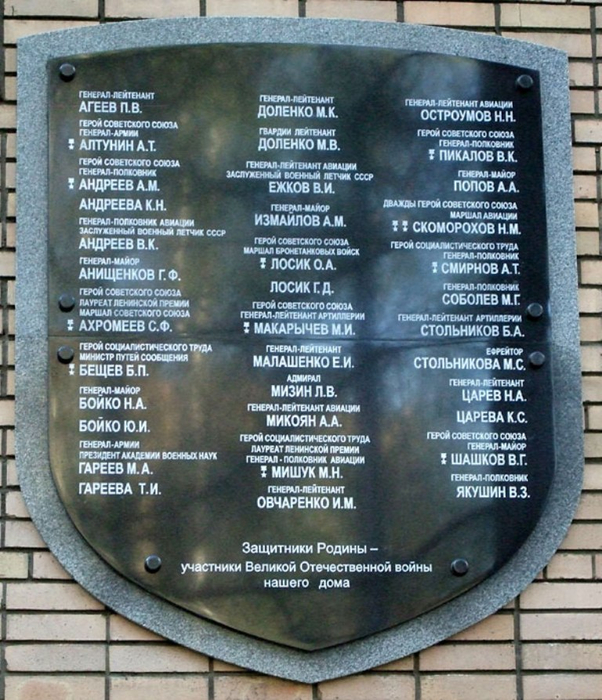 ГЕНЕРАЛ-ЛЕЙТЕНАНТ
АГЕЕВ П.В.
ГЕРОЙ СОВЕТСКОГО СОЮЗА
ГЕНЕРАЛ-АРМИИ
АЛТУНИН А.Т.
ГЕРОЙ СОВЕТСКОГО СОЮЗА
ГЕНЕРАЛ-ПОЛКОВНИК
АНДРЕЕВ А.М.
АНДРЕЕВА К.Н.
ГЕНЕРАЛ-ПОЛКОВНИК АВИАЦИИ
ЗАСЛУЖЕННЫЙ ВОЕННЫЙ ЛЕТЧИК СССР
АНДРЕЕВ В.К.
ГЕНЕРАЛ-МАЙОР
АНИЩЕНКОВ Г.Ф.
ГЕРОЙ СОВЕТСКОГО СОЮЗА
ЛАУРЕАТ ЛЕНИНСКОЙ ПРЕМИИ
МАРШАЛ СОВЕТСКОГО СОЮЗА
АХРОМЕЕВ С.Ф.
ГЕРОЙ СОЦИАЛИСТИЧЕСКОГО ТРУДА
МИНИСТР ПУТЕЙ СООБЩЕНИЯ
БЕЩЕВ Б.П.
ГЕНЕРАЛ-МАЙОР
БОЙКО Н.А.
БОЙКО Ю.И.
ГЕНЕРАЛ-АРМИИ
ПРЕЗИДЕНТ АКАДЕМИИ ВОЕННЫХ НАУК
ГАРЕЕВ М.А.
ГАРЕЕВА Т.И.
ГЕНЕРАЛ-ЛЕЙТЕНАНТ
ДОЛЕНКО М.К.
ГВАРДИИ ЛЕЙТЕНАНТ
ДОЛЕНКО М.В.
ГЕНЕРАЛ-ЛЕЙТЕНАНТ АВИАЦИИ
ЗАСЛУЖЕННЫЙ ВОЕННЫЙ ЛЕТЧИК СССР
ЕЖКОВ В.И.
ГЕНЕРАЛ-МАЙОР
ИЗМАЙЛОВ А.М.
ГЕРОЙ СОВЕТСКОГО СОЮЗА
МАРШАЛ БРОНЕТАНКОВЫХ ВОЙСК
ЛОСИК О.А.
ЛОСИК Г.Д.
ГЕРОЙ СОВЕТСКОГО СОЮЗА
ГЕНЕРАЛ-ЛЕЙТЕНАНТ АРТИЛЛЕРИИ
МАКАРЫЧЕВ М.И.
ГЕНЕРАЛ-ЛЕЙТЕНАНТ
МАЛАШЕНКО Е.И.
АДМИРАЛ
МИЗИН Л.В.
ГЕНЕРАЛ-ЛЕЙТЕНАНТ АВИАЦИИ
МИКОЯН А.А.
ГЕРОЙ СОЦИАЛИСТИЧЕСКОГО ТРУДА
ЛАУРЕАТ ЛЕНИНСКОЙ ПРЕМИИ
ГЕНЕРАЛ - ПОЛКОВНИК АВИАЦИИ
МИШУК М.Н.
ГЕНЕРАЛ-ЛЕЙТЕНАНТ
ОВЧАРЕНКО И.М.
ГЕНЕРАЛ-ЛЕЙТЕНАНТ АВИАЦИИ
ОСТРОУМОВ Н.Н.
ГЕРОЙ СОВЕТСКОГО СОЮЗА
ГЕНЕРАЛ-ПОЛКОВНИК
ПИКАЛОВ В.К.
ГЕНЕРАЛ-МАЙОР
ПОПОВ А.А.
ДВАЖДЫ ГЕРОЙ СОВЕТСКОГО СОЮЗА
МАРШАЛ АВИАЦИИ
СКОМОРОХОВ Н.М.
ГЕРОЙ СОЦИАЛИСТИЧЕСКОГО ТРУДА
ГЕНЕРАЛ-ПОЛКОВНИК
СМИРНОВ А.Т.
ГЕНЕРАЛ-ПОЛКОВНИК
СОБОЛЕВ М.Г.
ГЕНЕРАЛ-ЛЕЙТЕНАНТ АРТИЛЛЕРИИ
СТОЛЬНИКОВ Б.А.
ЕФРЕЙТОР
СТОЛЬНИКОВА М.С.
ГЕНЕРАЛ-ЛЕЙТЕНАНТ
ЦАРЕВ Н.А.
ЦАРЕВА К.С.
ГЕРОЙ СОВЕТСКОГО СОЮЗА
ГЕНЕРАЛ-МАЙОР
ШАШКОВ В.Г.
ГЕНЕРАЛ-ПОЛКОВНИК
ЯКУШИН В.З.
Защитники Родины –
участники Великой Отечественной войны
нашего дома